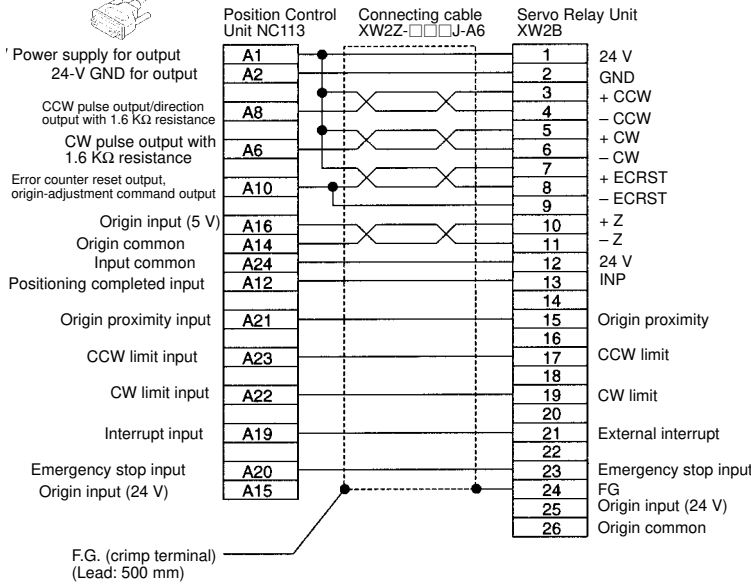 Position Control
Unit NC113
Connecting cable
XW2Z-□□□J-A6
Servo Relay Unit
XW2B
Power supply for output A1 1 24 V
24-V GND for output A2 2 GND
3 + CCW
CCW pulse output/direction
output with 1.6 KΩ resistance A8 4 – CCW
5 + CW
CW pulse output with
1.6 KΩ resistance A6 6 – CW
7 + ECRST
Error counter reset output,
origin-adjustment command output A10 8 – ECRST
9
Origin input (5 V) A16 10 + Z
Origin common A14 11 – Z
Input common A24 12 24 V
Positioning completed input A12 13 INP
14
Origin proximity input A21 15 Origin proximity
16
CCW limit input A23 17 CCW limit
18
CW limit input A22 19 CW limit
20
Interrupt input A19 21 External interrupt
22
Emergency stop input A20 23 Emergency stop input
Origin input (24 V) A15 24 FG
25 Origin input (24 V)
26 Origin common
F.G. (crimp terminal)
(Lead: 500 mm)